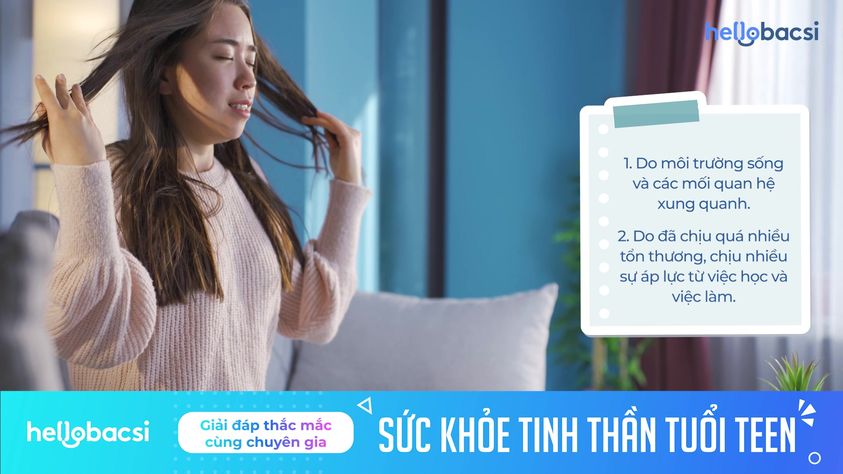 hellobacsi
1. Do môi trường sống
và các mối quan hệ
xung quanh.
2. Do đã chịu quá nhiều
tổn thương, chịu nhiều
sự áp lực từ việc học và
việc làm.
hellobacsi
Giải đáp thắc mắc
cùng chuyên gia
SỨC KHỎE TINH THẦN TUỔI TEEN